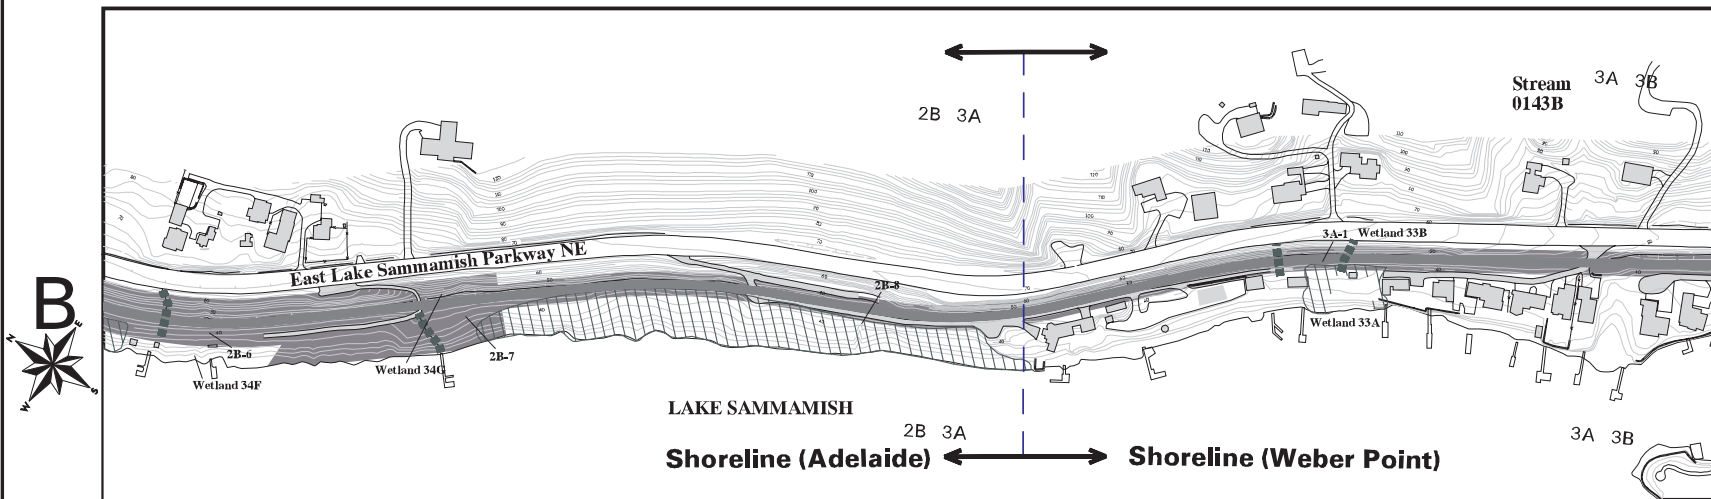 2B 3A
Stream
0143B
3A 3B
East Lake Sammamish Parkway NE
3A-1
Wetland 33B
B
N
E
W
S
2B-8
2B-6
2B-7
Wetland 34F
Wetland 34G
Wetland 33A
LAKE SAMMAMISH
2B 3A
3A 3B
Shoreline (Adelaide)
Shoreline (Weber Point)